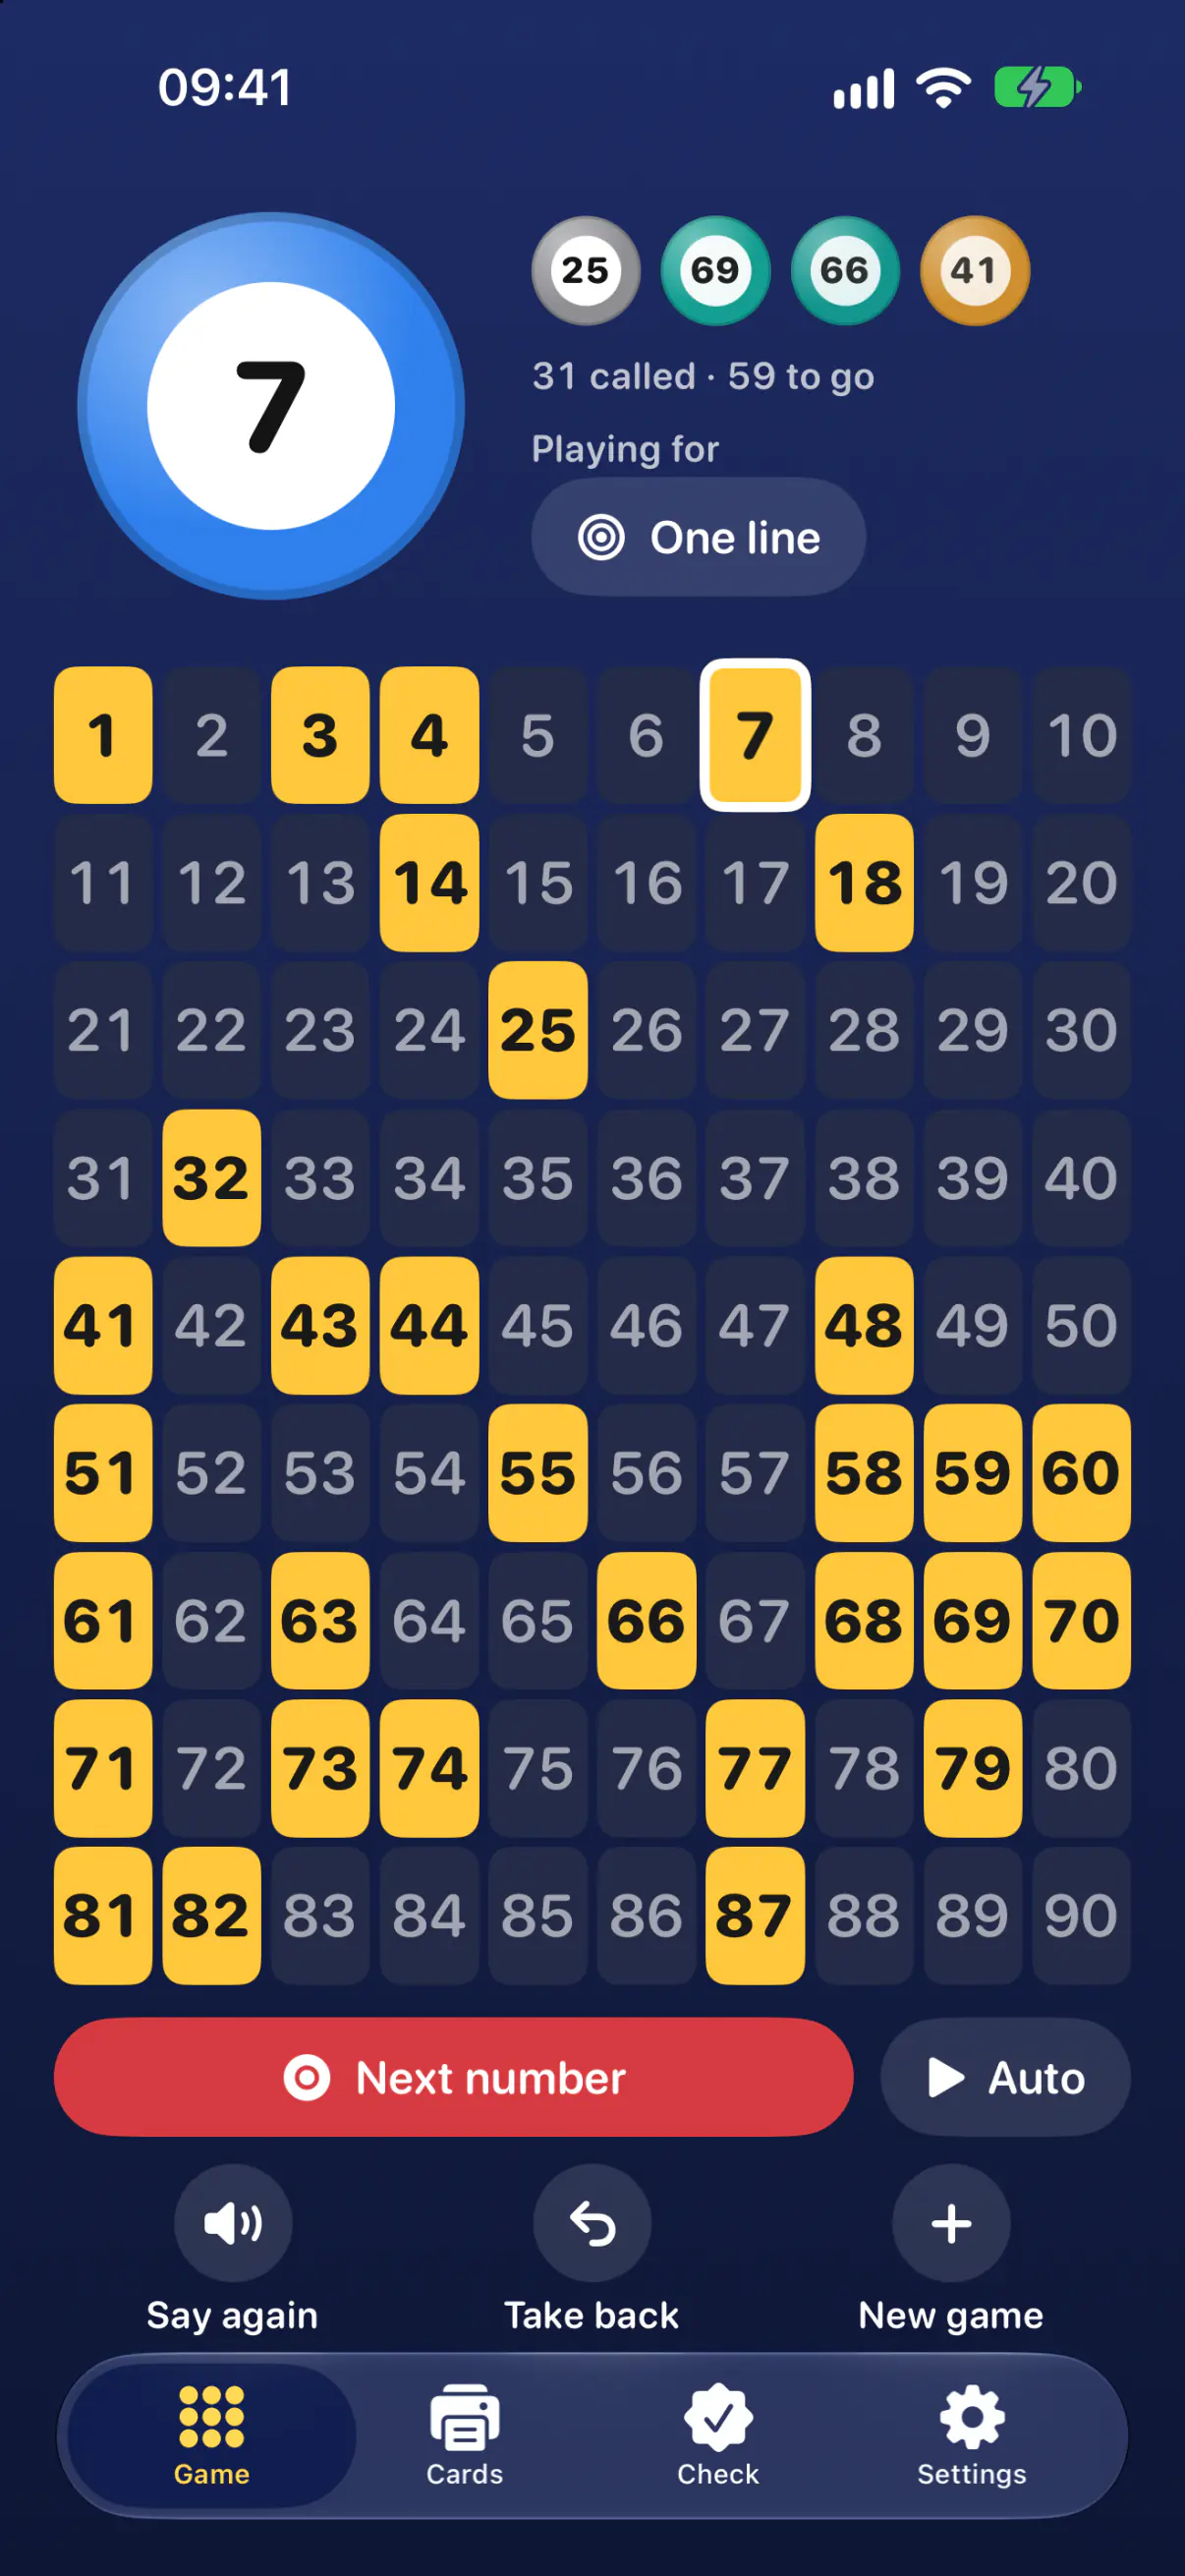 09:41
7
25 69 66 41
31 called · 59 to go
Playing for
One line
1 2 3 4 5 6 7 8 9 10
11 12 13 14 15 16 17 18 19 20
21 22 23 24 25 26 27 28 29 30
31 32 33 34 35 36 37 38 39 40
41 42 43 44 45 46 47 48 49 50
51 52 53 54 55 56 57 58 59 60
61 62 63 64 65 66 67 68 69 70
71 72 73 74 75 76 77 78 79 80
81 82 83 84 85 86 87 88 89 90
Next number Auto
Say again Take back New game
Game Cards Check Settings